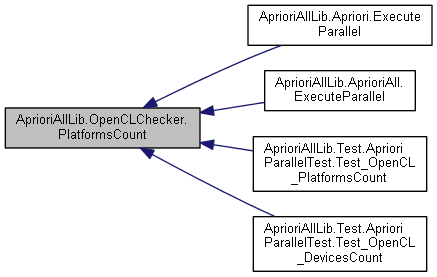 AprioriAllLib.OpenCLChecker.
PlatformsCount
AprioriAllLib.Apriori.Execute
Parallel
AprioriAllLib.AprioriAll.
ExecuteParallel
AprioriAllLib.Test.Apriori
ParallelTest.Test_OpenCL
_PlatformsCount
AprioriAllLib.Test.Apriori
ParallelTest.Test_OpenCL
_DevicesCount